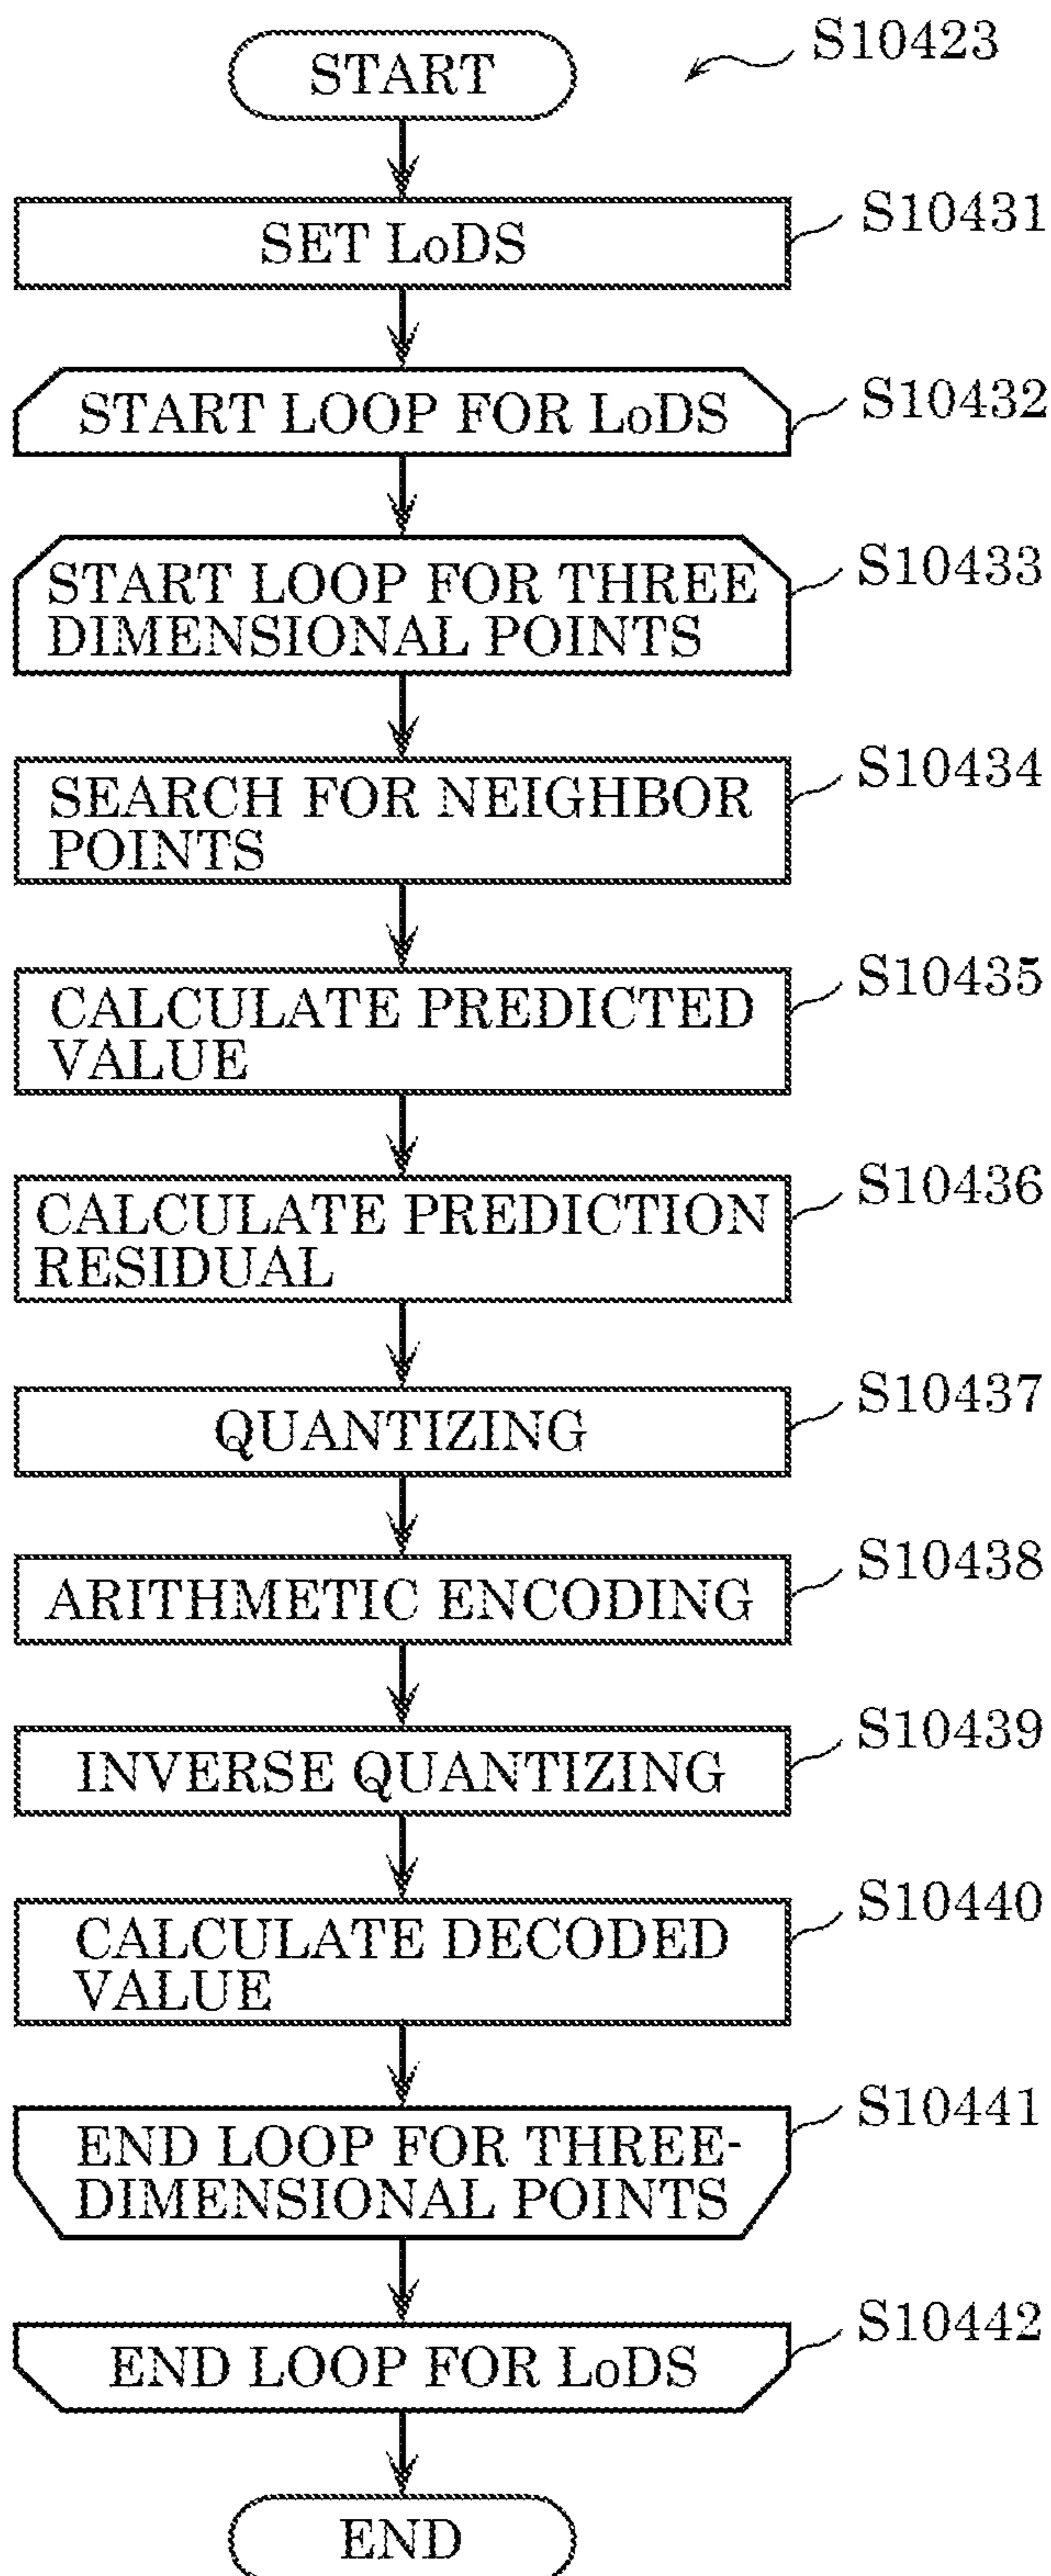 START
S10423
SET LoDS
S10431
START LOOP FOR LoDS
S10432
START LOOP FOR THREE
DIMENSIONAL POINTS
S10433
SEARCH FOR NEIGHBOR
POINTS
S10434
CALCULATE PREDICTED
VALUE
S10435
CALCULATE PREDICTION
RESIDUAL
S10436
QUANTIZING
S10437
ARITHMETIC ENCODING
S10438
INVERSE QUANTIZING
S10439
CALCULATE DECODED
VALUE
S10440
END LOOP FOR THREE-
DIMENSIONAL POINTS
S10441
END LOOP FOR LoDS
S10442
END